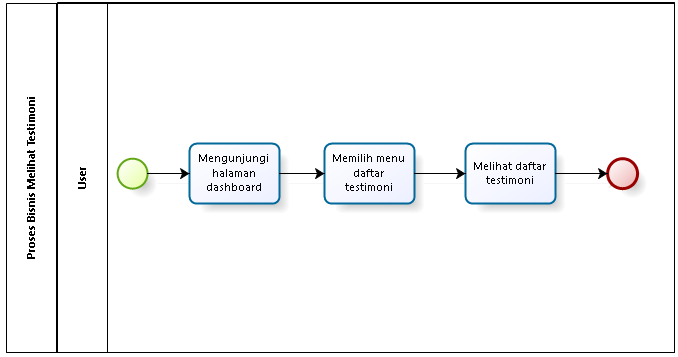 Proses Bisnis Melihat Testimoni
User
Mengunjungi
halaman
dashboard
Memilih menu
daftar
testimoni
Melihat daftar
testimoni